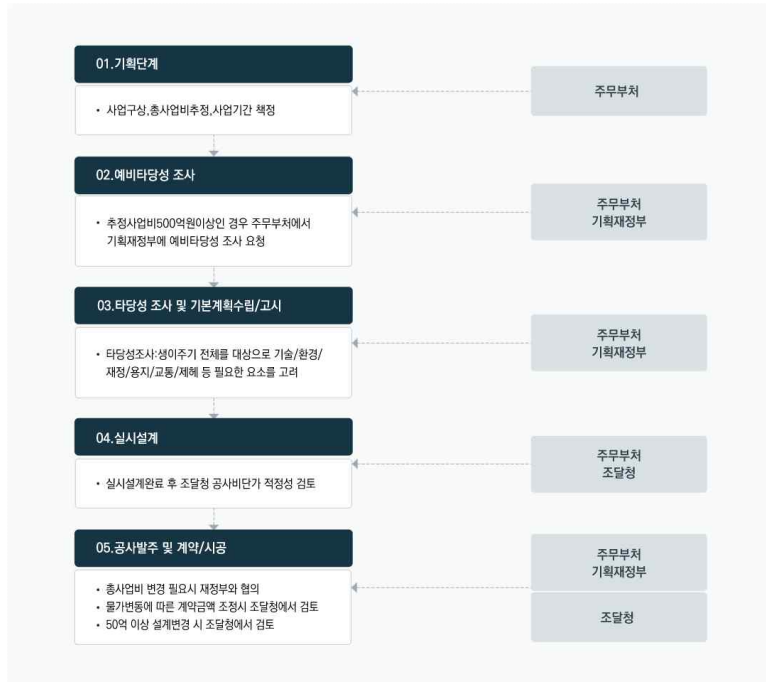 01.기획단계
• 사업구상,총사업비추정,사업기간 책정
주무부처
02.예비타당성 조사
• 추정사업비500억원이상인 경우 주무부처에서
기획재정부에 예비타당성 조사 요청
주무부처
기획재정부
03.타당성 조사 및 기본계획수립/고시
• 타당성조사:생이주기 전체를 대상으로 기술/환경/
재정/용지/교통/제혜 등 필요한 요소를 고려
주무부처
기획재정부
04.실시설계
• 실시설계완료 후 조달청 공사비단가 적정성 검토
주무부처
조달청
05.공사발주 및 계약/시공
• 총사업비 변경 필요시 재정부와 협의
• 물가변동에 따른 계약금액 조정시 조달청에서 검토
• 50억 이상 설계변경 시 조달청에서 검토
주무부처
기획재정부
조달청